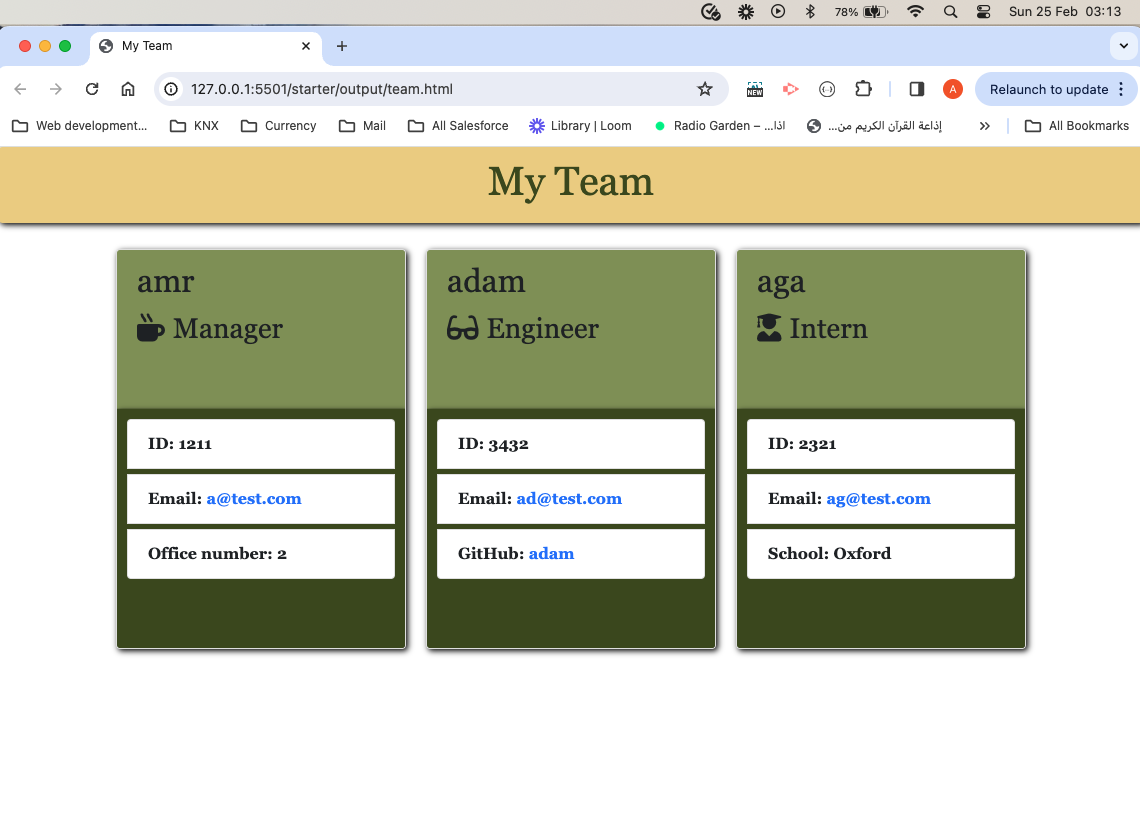 78%
Sun 25 Feb 03:13
My Team
127.0.0.1:5501/starter/output/team.html
NEW
A
Relaunch to update
Web development...
KNX
Currency
Mail
All Salesforce
Library | Loom
Radio Garden – ...اذا
إذاعة القرآن الكريم من...
All Bookmarks
My Team
amr
Manager
ID: 1211
Email: a@test.com
Office number: 2
adam
Engineer
ID: 3432
Email: ad@test.com
GitHub: adam
aga
Intern
ID: 2321
Email: ag@test.com
School: Oxford